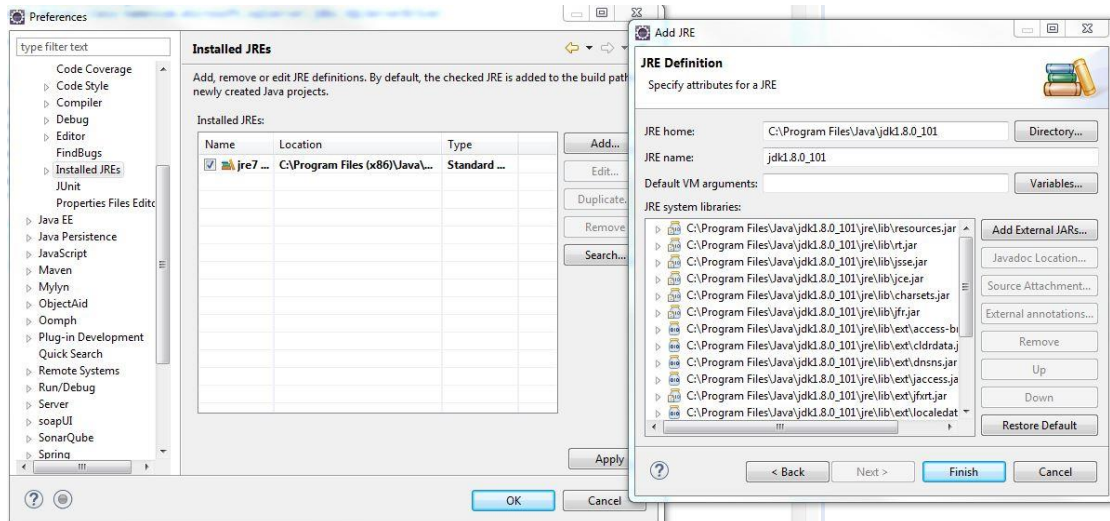 Preferences
type filter text
Code Coverage
Code Style
Compiler
Debug
Editor
FindBugs
Installed JREs
JUnit
Properties Files Edito
Java EE
Java Persistence
JavaScript
Maven
Mylyn
ObjectAid
Oomph
Plug-in Development
Quick Search
Remote Systems
Run/Debug
Server
soapUI
SonarQube
Spring
Installed JREs
Add, remove or edit JRE definitions. By default, the checked JRE is added to the build path
newly created Java projects.
Installed JREs:
Name Location Type
jre7 ... C:\Program Files (x86)\Java\... Standard ...
Add...
Edit...
Duplicate.
Remove
Search...
Apply
OK Cancel
Add JRE
JRE Definition
Specify attributes for a JRE
JRE home: C:\Program Files\Java\jdk1.8.0_101 Directory...
JRE name: jdk1.8.0_101
Default VM arguments: Variables...
JRE system libraries:
C:\Program Files\Java\jdk1.8.0_101\jre\lib\resources.jar
C:\Program Files\Java\jdk1.8.0_101\jre\lib\rt.jar
C:\Program Files\Java\jdk1.8.0_101\jre\lib\jsse.jar
C:\Program Files\Java\jdk1.8.0_101\jre\lib\jce.jar
C:\Program Files\Java\jdk1.8.0_101\jre\lib\charsets.jar
C:\Program Files\Java\jdk1.8.0_101\jre\lib\jfr.jar
C:\Program Files\Java\jdk1.8.0_101\jre\lib\ext\access-br
C:\Program Files\Java\jdk1.8.0_101\jre\lib\ext\cldrdata.j
C:\Program Files\Java\jdk1.8.0_101\jre\lib\ext\dnsns.jar
C:\Program Files\Java\jdk1.8.0_101\jre\lib\ext\jaccess.ja
C:\Program Files\Java\jdk1.8.0_101\jre\lib\ext\jfxrt.jar
C:\Program Files\Java\jdk1.8.0_101\jre\lib\ext\localedat
Add External JARs...
Javadoc Location...
Source Attachment...
External annotations...
Remove
Up
Down
Restore Default
< Back Next > Finish Cancel